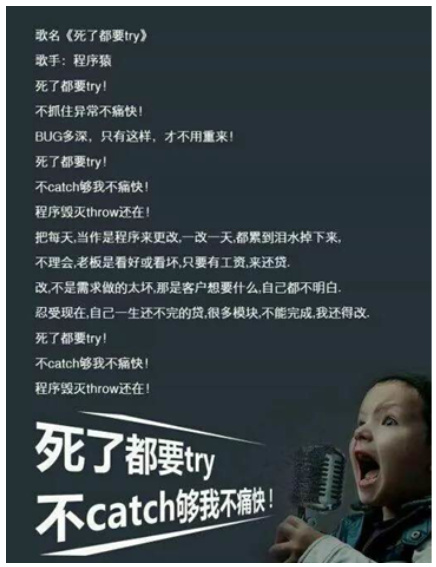 歌名《死了都要try》
歌手：程序猿
死了都要try！
不抓住异常不痛快！
BUG多深，只有这样，才不用重来！
死了都要try！
不catch够我不痛快！
程序毁灭throw还在！
把每天,当作是程序来更改,一改一天,都累到泪水掉下来,
不理会,老板是看好或看坏,只要有工资,来还贷.
改,不是需求做的太坏,那是客户想要什么,自己都不明白.
忍受现在,自己一生还不完的贷,很多模块,不能完成,我还得改.
死了都要try！
不catch够我不痛快！
程序毁灭throw还在！
死了都要try
不catch够我不痛快！